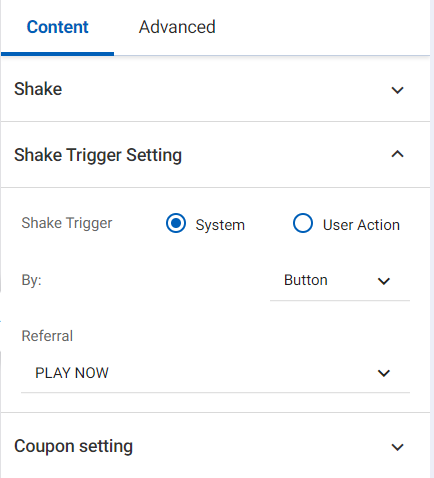 Content Advanced
Shake
Shake Trigger Setting
Shake Trigger System User Action
By: Button
Referral
PLAY NOW
Coupon setting